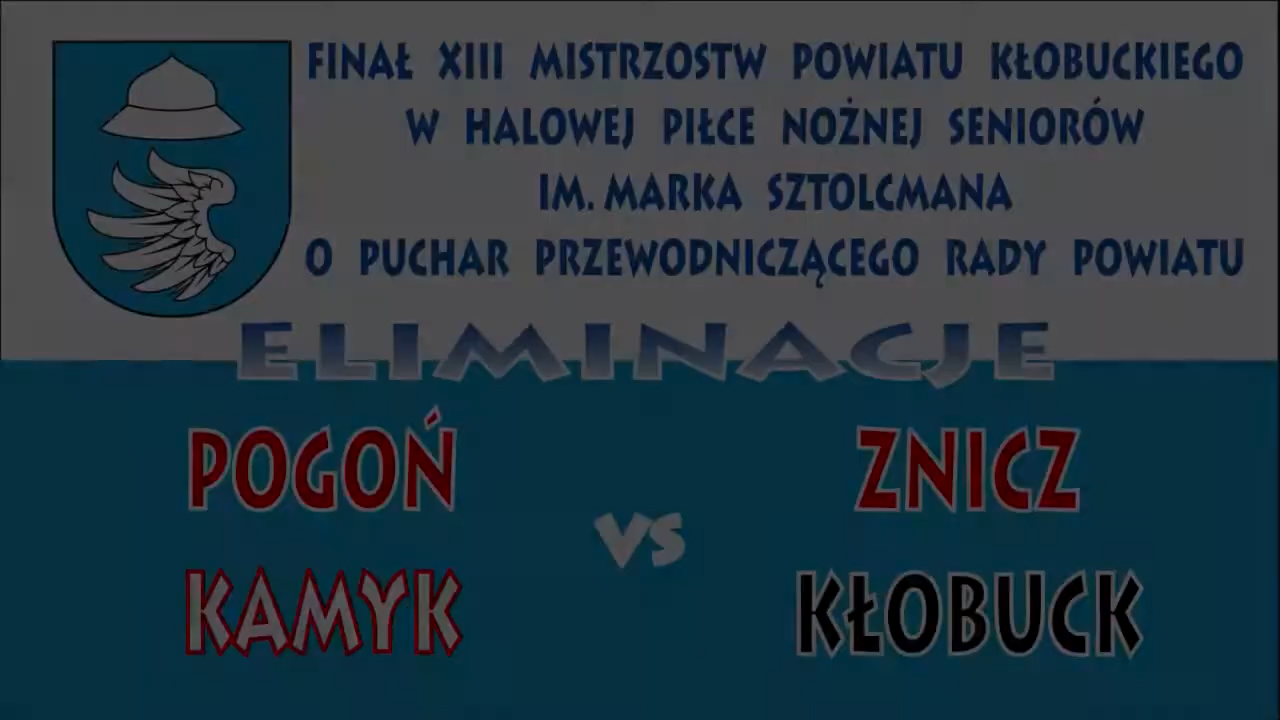 FINAŁ XIII MISTRZOSTW POWIATU KŁOBUCKIEGO
W HALOWEJ PIŁCE NOŻNEJ SENIORÓW
IM. MARKA SZTOLCMANA
O PUCHAR PRZEWODNICZĄCEGO RADY POWIATU
ELIMINACJE
POGOŃ
KAMYK
vs
ZNICZ
KŁOBUCK